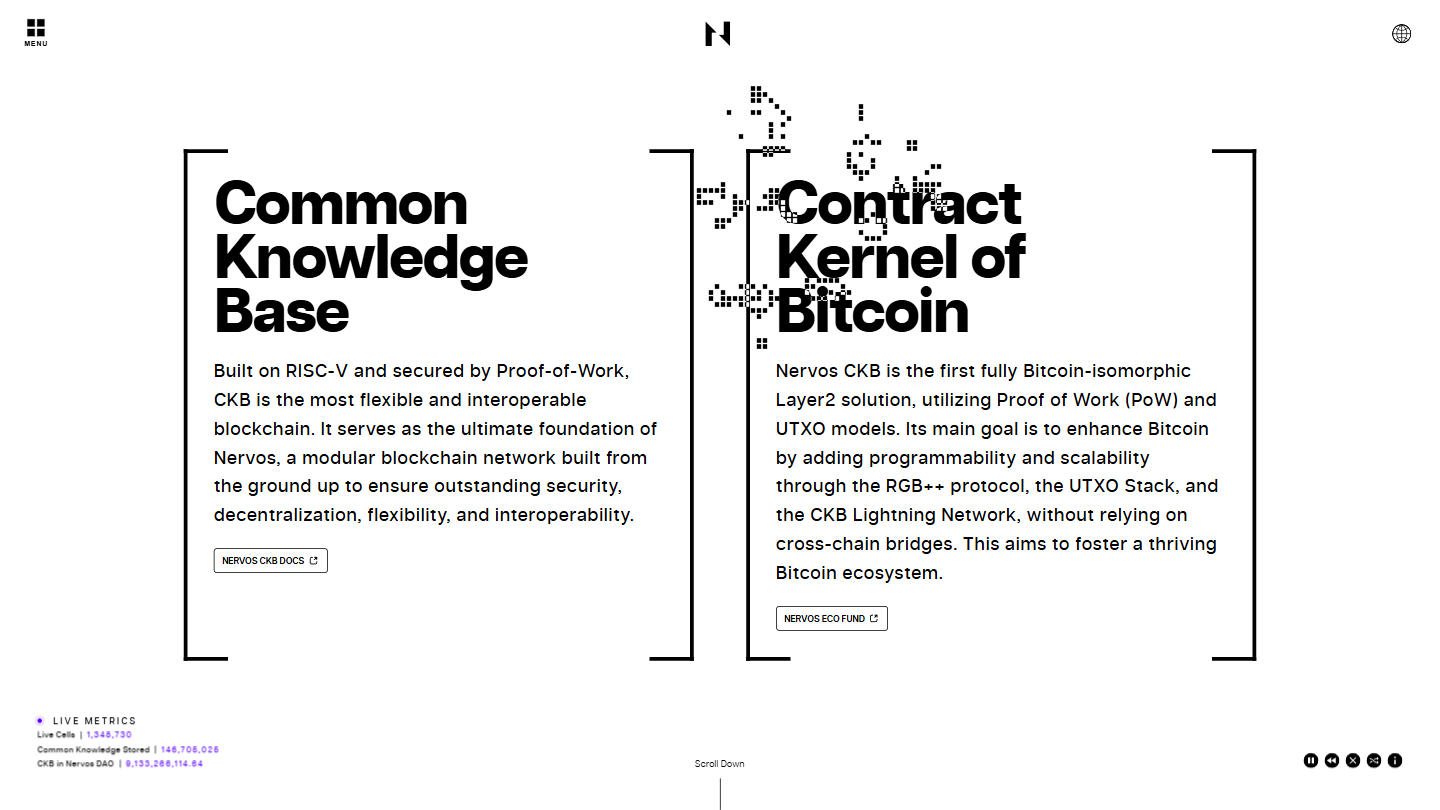 MENU
Common
Knowledge
Base
Built on RISC-V and secured by Proof-of-Work,
CKB is the most flexible and interoperable
blockchain. It serves as the ultimate foundation of
Nervos, a modular blockchain network built from
the ground up to ensure outstanding security,
decentralization, flexibility, and interoperability.
NERVOS CKB DOCS
Contract
Kernel of
Bitcoin
Nervos CKB is the first fully Bitcoin-isomorphic
Layer2 solution, utilizing Proof of Work (PoW) and
UTXO models. Its main goal is to enhance Bitcoin
by adding programmability and scalability
through the RGB++ protocol, the UTXO Stack, and
the CKB Lightning Network, without relying on
cross-chain bridges. This aims to foster a thriving
Bitcoin ecosystem.
NERVOS ECO FUND
LIVE METRICS
Live Cells | 1,348,730
Common Knowledge Stored | 146,706,025
CKB in Nervos DAO | 9,133,266,114.64
Scroll Down